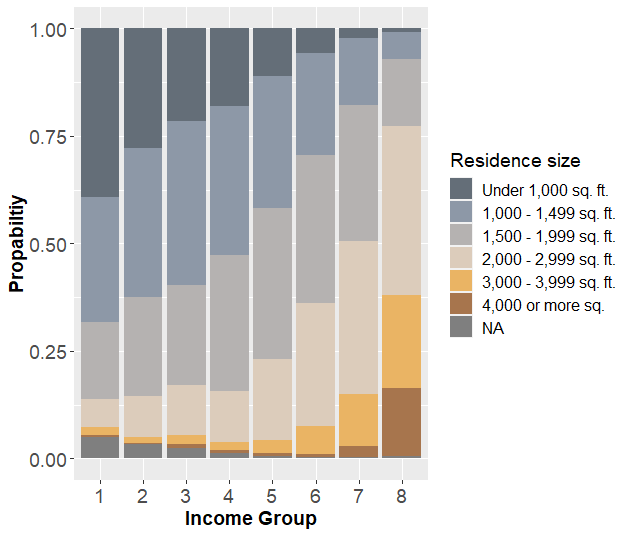 1.00
0.75
0.50
0.25
0.00
Propabiltiy
1 2 3 4 5 6 7 8
Income Group
Residence size
Under 1,000 sq. ft.
1,000 - 1,499 sq. ft.
1,500 - 1,999 sq. ft.
2,000 - 2,999 sq. ft.
3,000 - 3,999 sq. ft.
4,000 or more sq.
NA